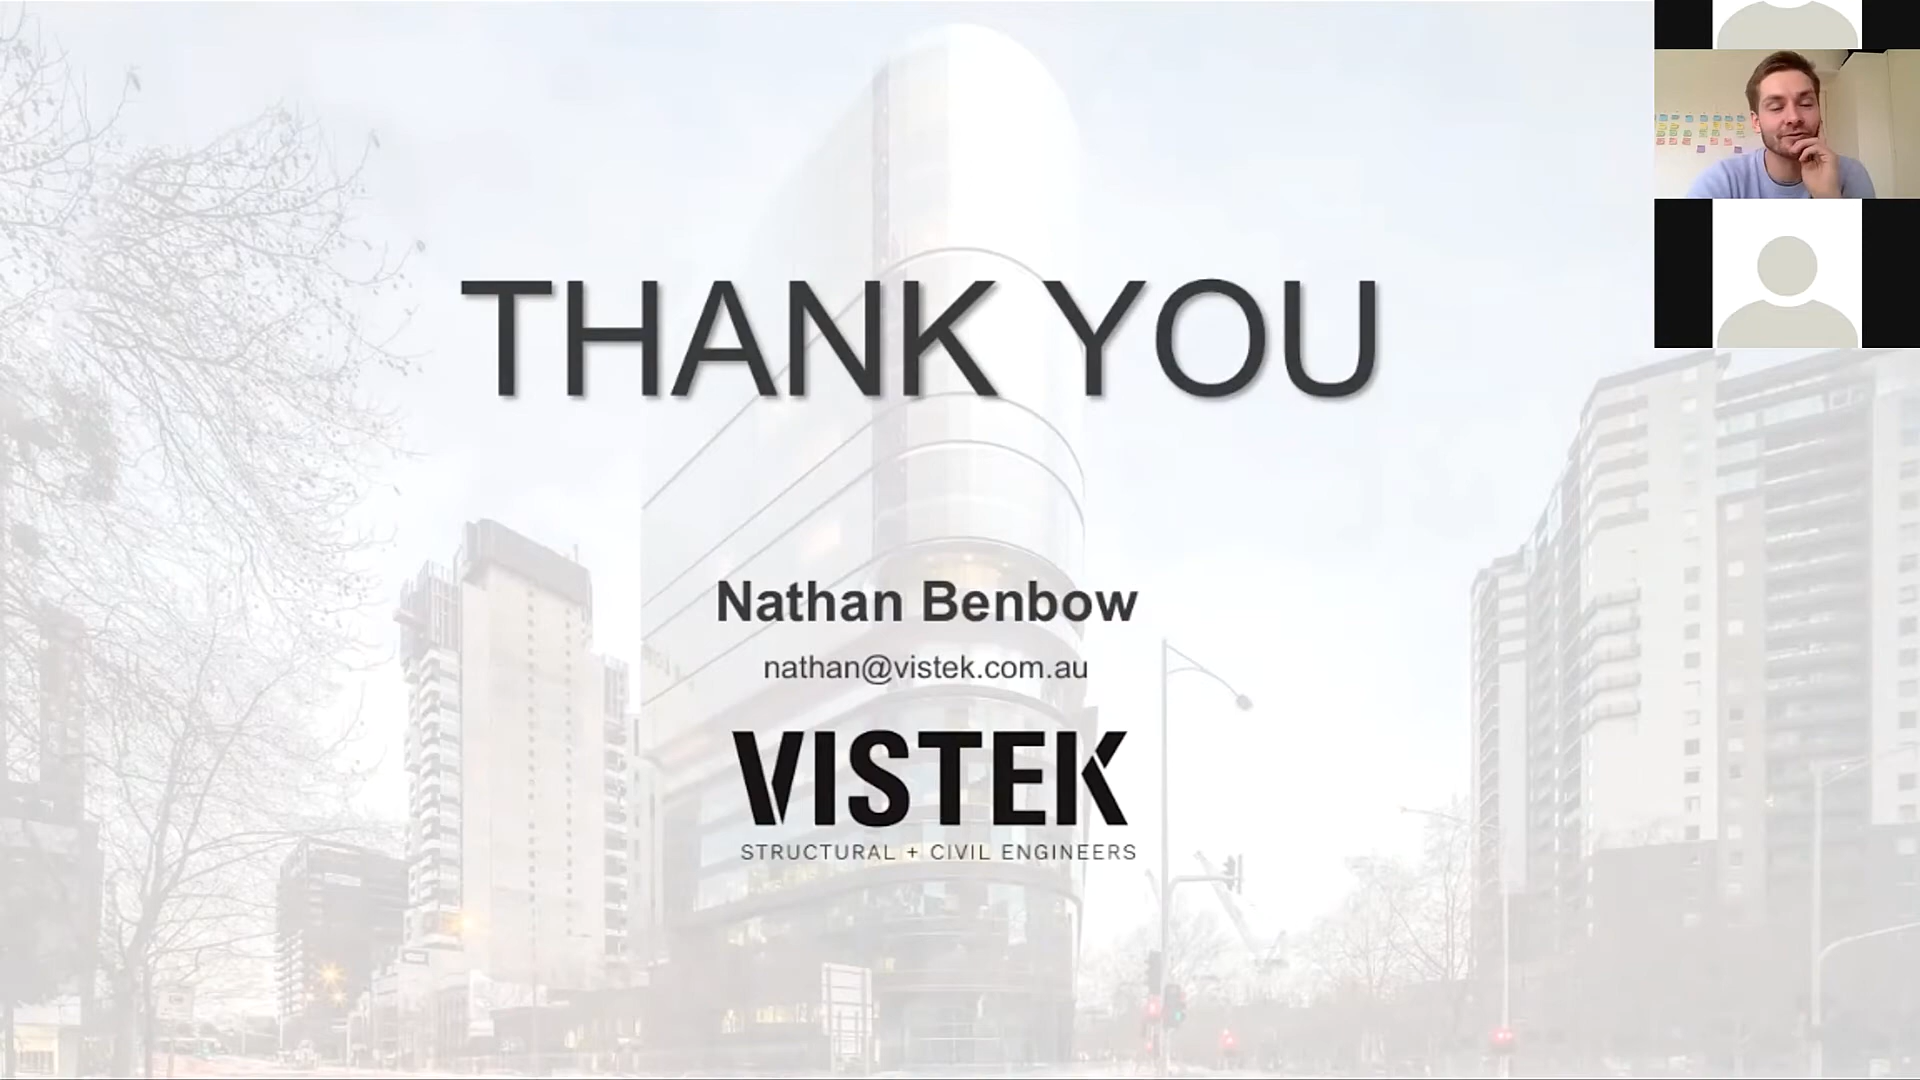 THANK YOU
Nathan Benbow
nathan@vistek.com.au
VISTEK
STRUCTURAL + CIVIL ENGINEERS